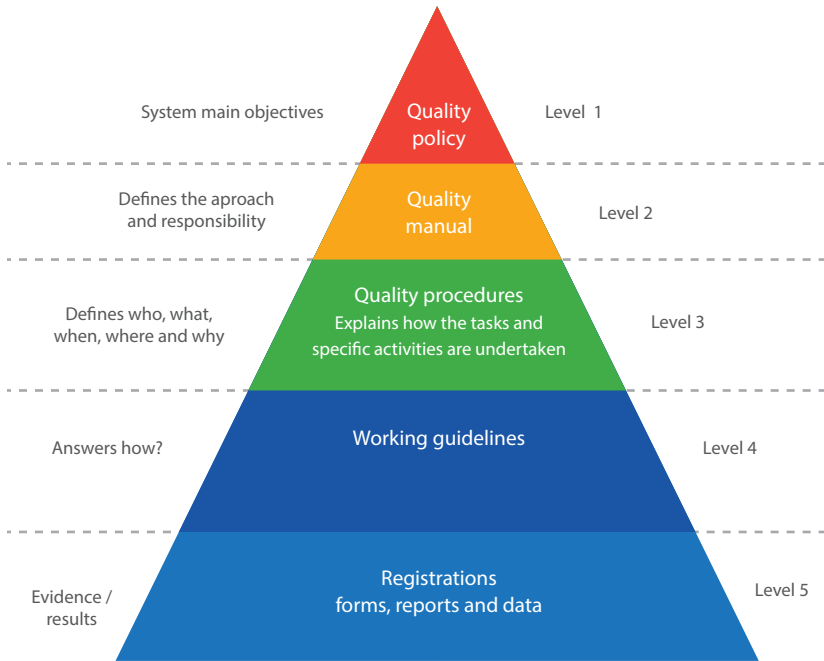 System main objectives
Quality
policy
Level 1
Defines the aproach
and responsibility
Quality
manual
Level 2
Defines who, what,
when, where and why
Quality procedures
Explains how the tasks and
specific activities are undertaken
Level 3
Answers how?
Working guidelines
Level 4
Evidence /
results
Registrations
forms, reports and data
Level 5